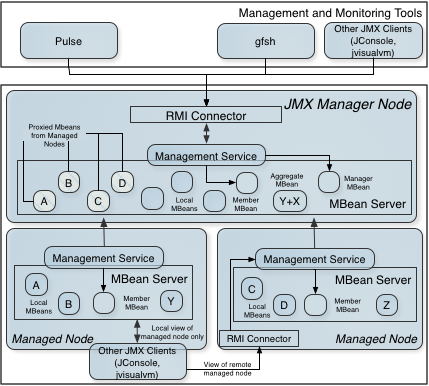 Management and Monitoring Tools
Pulse
gfsh
Other JMX Clients
(JConsole,
jvisualvm)
JMX Manager Node
RMI Connector
Proxied Mbeans
from Managed
Nodes
Management Service
A
B
C
D
Local
MBeans
Member
MBean
Aggregate
MBean
Y+X
Manager
MBean
MBean Server
Management Service
MBean Server
A
Local
MBeans
B
Member
MBean
Y
Local view of
managed node only
Managed Node
Management Service
MBean Server
C
Local
MBeans
D
Member
MBean
Z
RMI Connector
Managed Node
Other JMX Clients
(JConsole,
jvisualvm)
View of remote
managed node